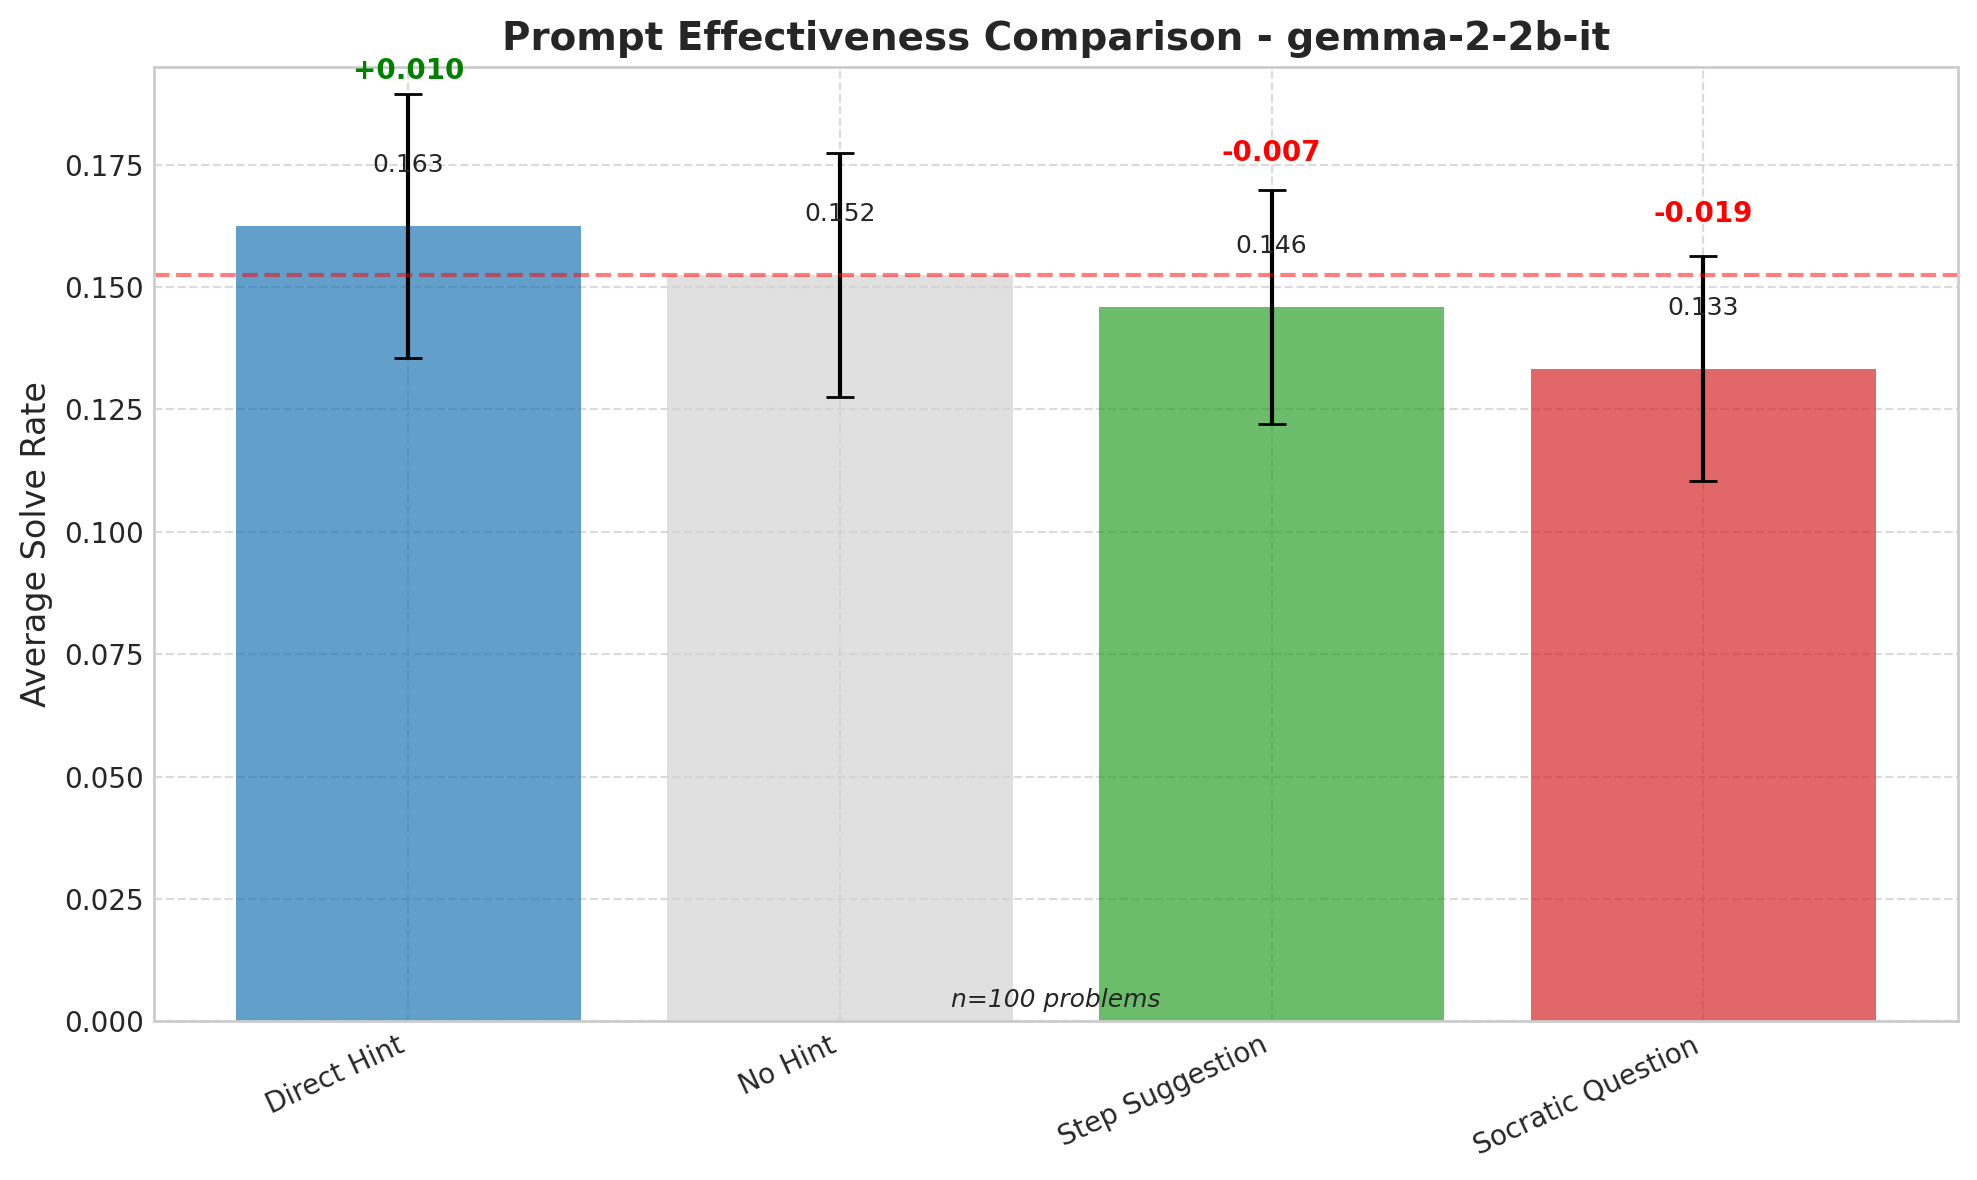 Prompt Effectiveness Comparison - gemma-2-2b-it
+0.010
0.163
0.152
-0.007
0.146
-0.019
0.133
Average Solve Rate
0.175
0.150
0.125
0.100
0.075
0.050
0.025
0.000
n=100 problems
Direct Hint
No Hint
Step Suggestion
Socratic Question